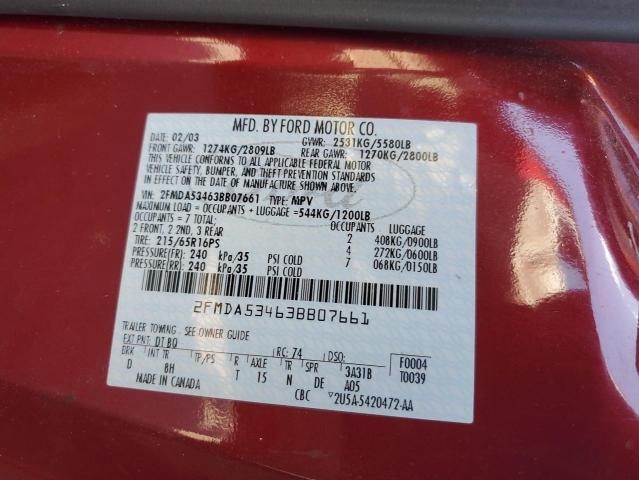 MFD. BY FORD MOTOR CO.
DATE: 02/03 GVWR: 2531KG/5580LB
FRONT GAWR: 1274KG/2809LB REAR GAWR: 1270KG/2800LB
THIS VEHICLE CONFORMS TO ALL APPLICABLE FEDERAL MOTOR
VEHICLE SAFETY, BUMPER, AND THEFT PREVENTION STANDARDS
IN EFFECT ON THE DATE OF MANUFACTURE SHOWN ABOVE.
VIN: 2FMDA53463BB07661 TYPE: MPV
MAXIMUM LOAD = OCCUPANTS + LUGGAGE = 544KG/1200LB
OCCUPANTS = 7 TOTAL: OCCUPANTS LUGGAGE
2 FRONT, 2 2ND, 3 REAR 2 408KG/0900LB
TIRE: 215/65R16PS 4 272KG/0600LB
PRESSURE(FR): 240 kPa/35 PSI COLD 7 068KG/0150LB
PRESSURE(RR): 240 kPa/35 PSI COLD
2FMDA53463BB07661
TRAILER TOWING: SEE OWNER GUIDE
EXT PNT: DT BQ RC: 74 DSO: F0004
BRK INT TR TP/PS R AXLE TR SPR 3A31B T0039
D 8H T 15 N DE A05
MADE IN CANADA CBC ▽2U5A-5420472-AA